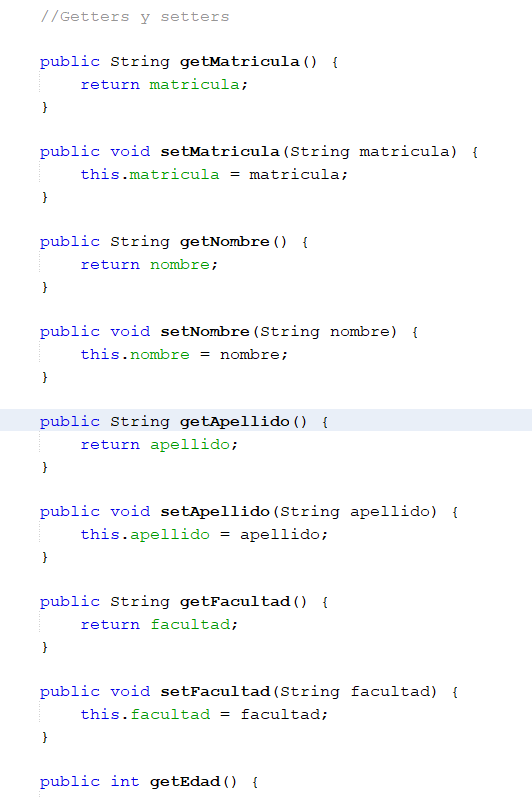 //Getters y setters
public String getMatricula() {
return matricula;
}
public void setMatricula(String matricula) {
this.matricula = matricula;
}
public String getNombre() {
return nombre;
}
public void setNombre(String nombre) {
this.nombre = nombre;
}
public String getApellido() {
return apellido;
}
public void setApellido(String apellido) {
this.apellido = apellido;
}
public String getFacultad() {
return facultad;
}
public void setFacultad(String facultad) {
this.facultad = facultad;
}
public int getEdad() {